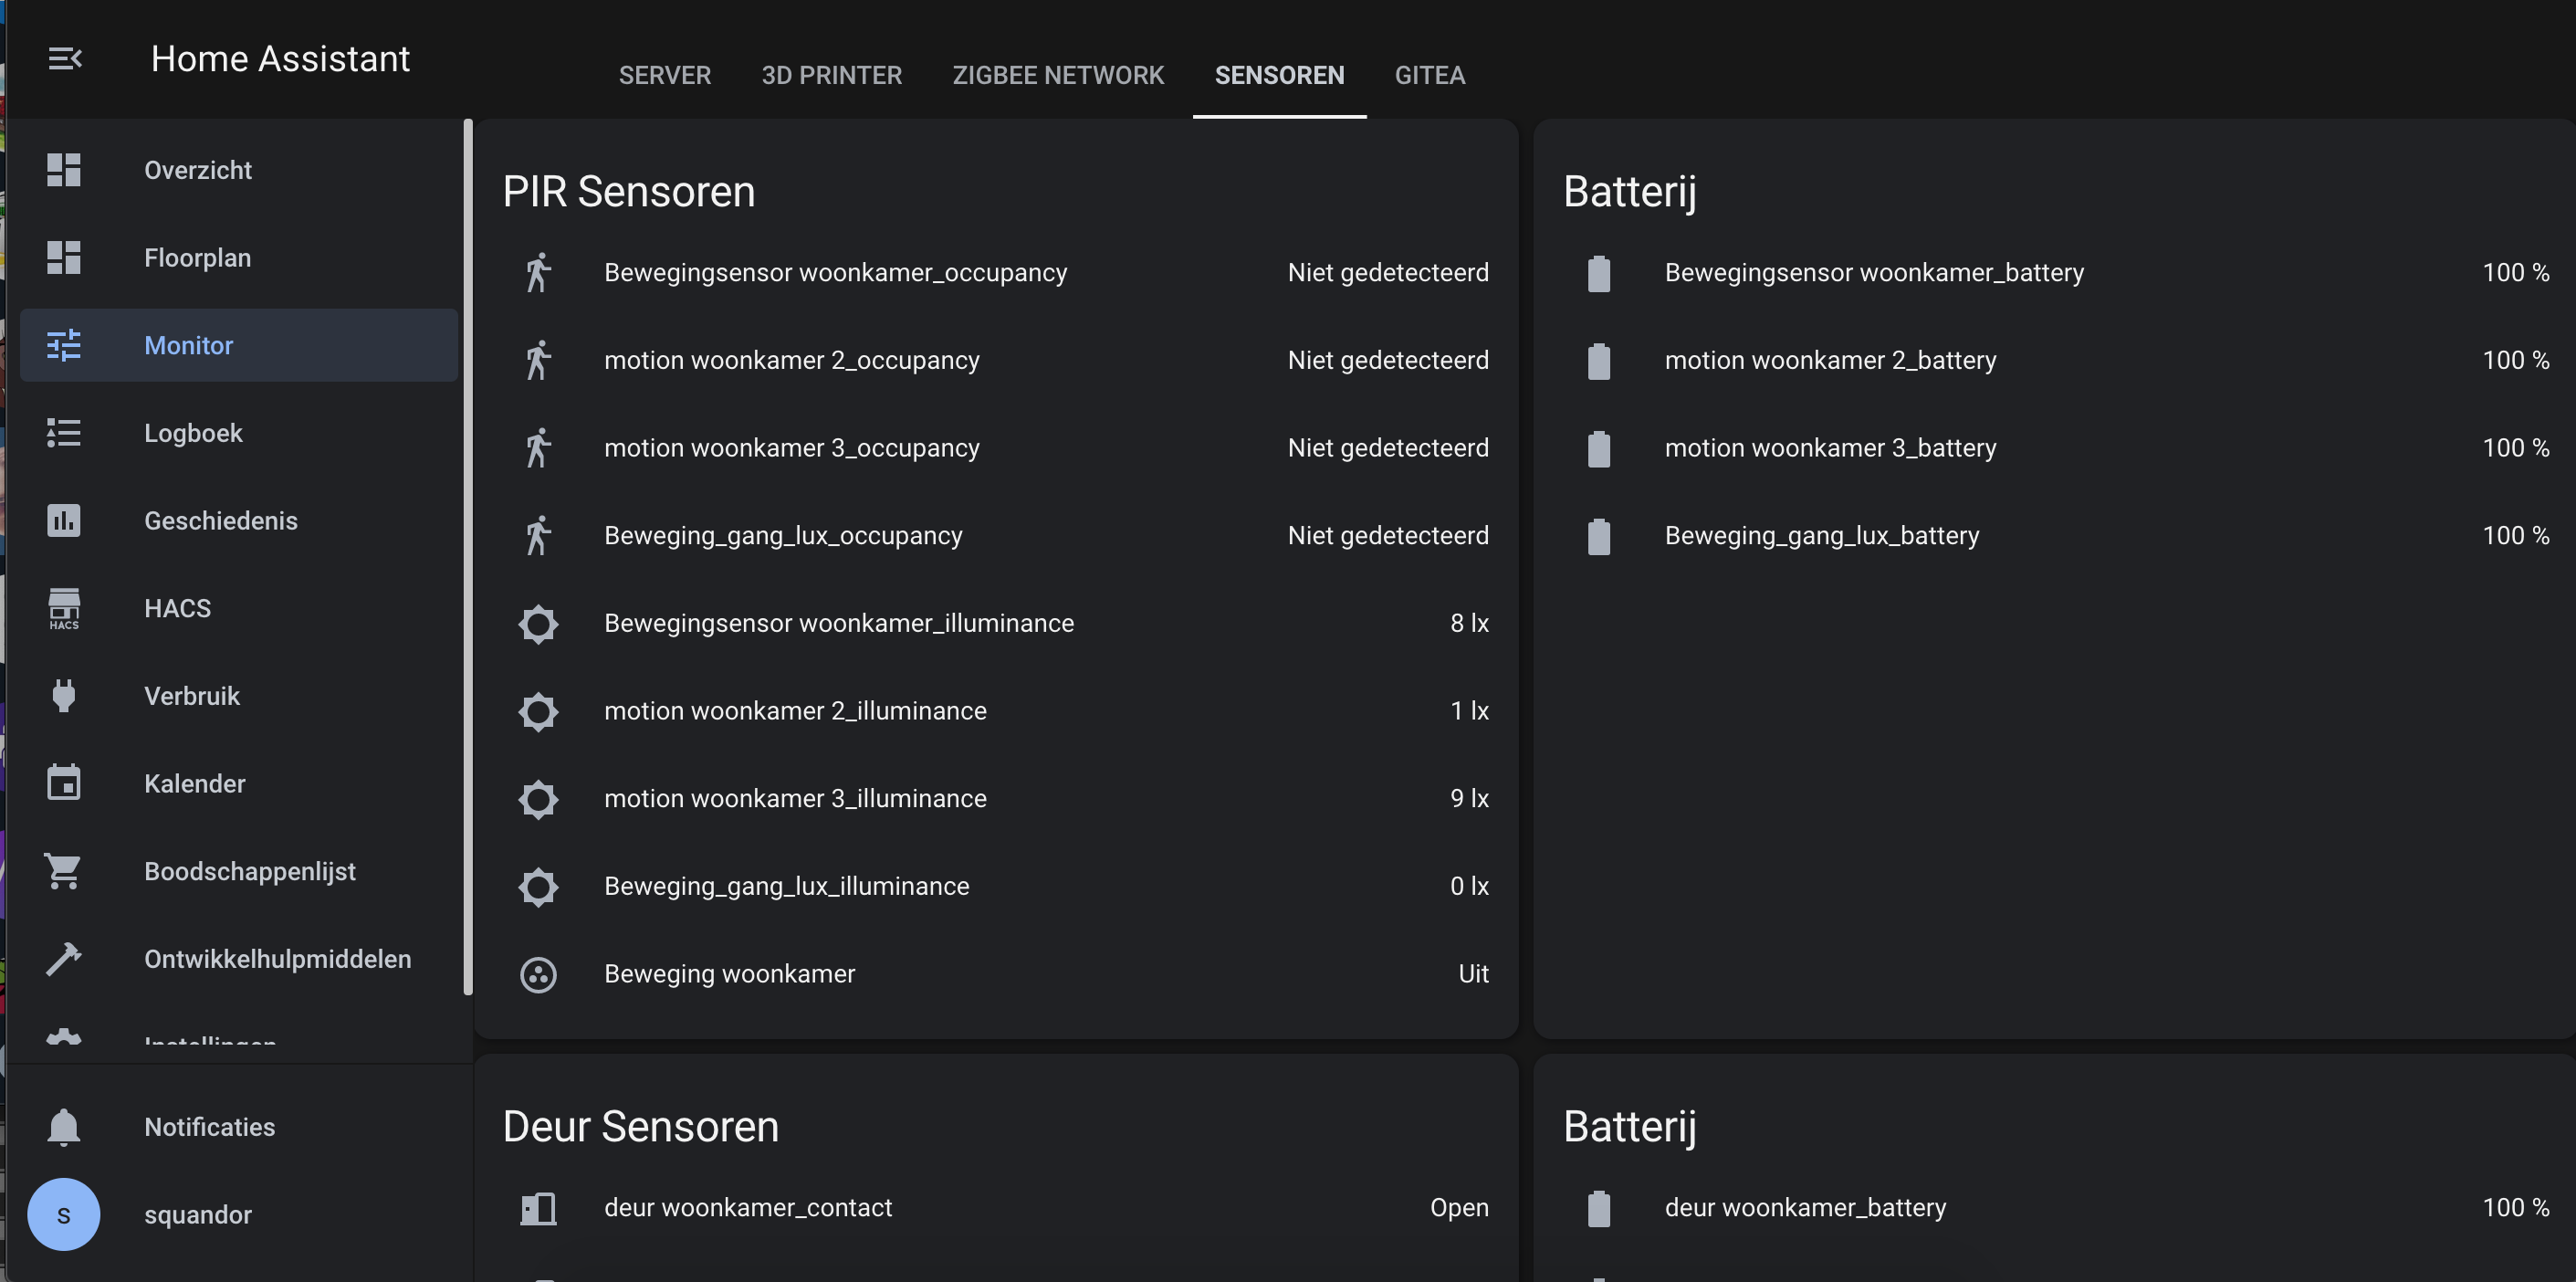 Home Assistant
SERVER
3D PRINTER
ZIGBEE NETWORK
SENSOREN
GITEA
Overzicht
Floorplan
Monitor
Logboek
Geschiedenis
HACS
HACS
Verbruik
Kalender
Boodschappenlijst
Ontwikkelhulpmiddelen
Instellingen
Notificaties
S
squandor
PIR Sensoren
Bewegingsensor woonkamer_occupancy Niet gedetecteerd
motion woonkamer 2_occupancy Niet gedetecteerd
motion woonkamer 3_occupancy Niet gedetecteerd
Beweging_gang_lux_occupancy Niet gedetecteerd
Bewegingsensor woonkamer_illuminance 8 lx
motion woonkamer 2_illuminance 1 lx
motion woonkamer 3_illuminance 9 lx
Beweging_gang_lux_illuminance 0 lx
Beweging woonkamer Uit
Batterij
Bewegingsensor woonkamer_battery 100 %
motion woonkamer 2_battery 100 %
motion woonkamer 3_battery 100 %
Beweging_gang_lux_battery 100 %
Deur Sensoren
deur woonkamer_contact Open
Batterij
deur woonkamer_battery 100 %